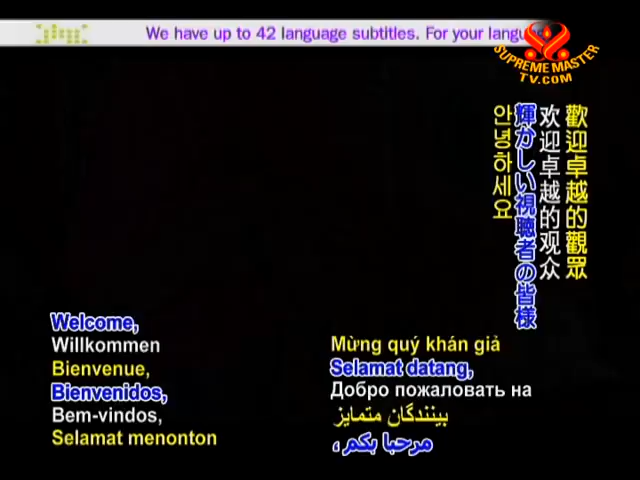 We have up to 42 language subtitles. For your
SUPREME MASTER
TV.COM
歡迎卓越的觀眾
欢迎卓越的观众
輝かしい視聴者の皆様
안녕하세요
Welcome,
Willkommen
Bienvenue,
Bienvenidos,
Bem-vindos,
Selamat menonton
Mừng quý khán giả
Selamat datang,
Добро пожаловать на
بینندگان متمایز
مرحبا بكم،